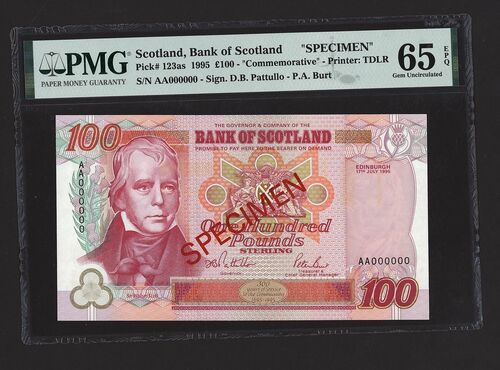 PMG
PAPER MONEY GUARANTY
Scotland, Bank of Scotland "SPECIMEN"
Pick# 123as 1995 £100 - "Commemorative" - Printer: TDLR
S/N AA000000 - Sign. D.B. Pattullo - P.A. Burt
65 EPQ
Gem Uncirculated
100
THE GOVERNOR & COMPANY OF THE
BANK OF SCOTLAND
PROMISE TO PAY HERE TO THE BEARER ON DEMAND
EDINBURGH
17TH JULY 1995
AA000000
SPECIMEN
One Hundred
Pounds
STERLING
Governor
Treasurer &
Chief General Manager
AA000000
300
100